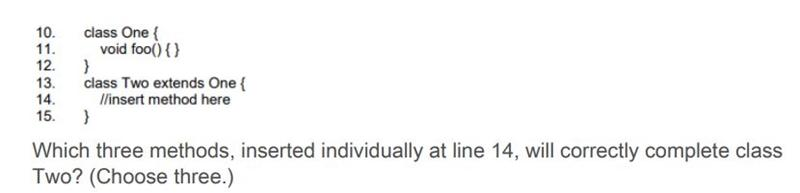 10. class One {
11. void foo() { }
12. }
13. class Two extends One {
14. //insert method here
15. }
Which three methods, inserted individually at line 14, will correctly complete class
Two? (Choose three.)